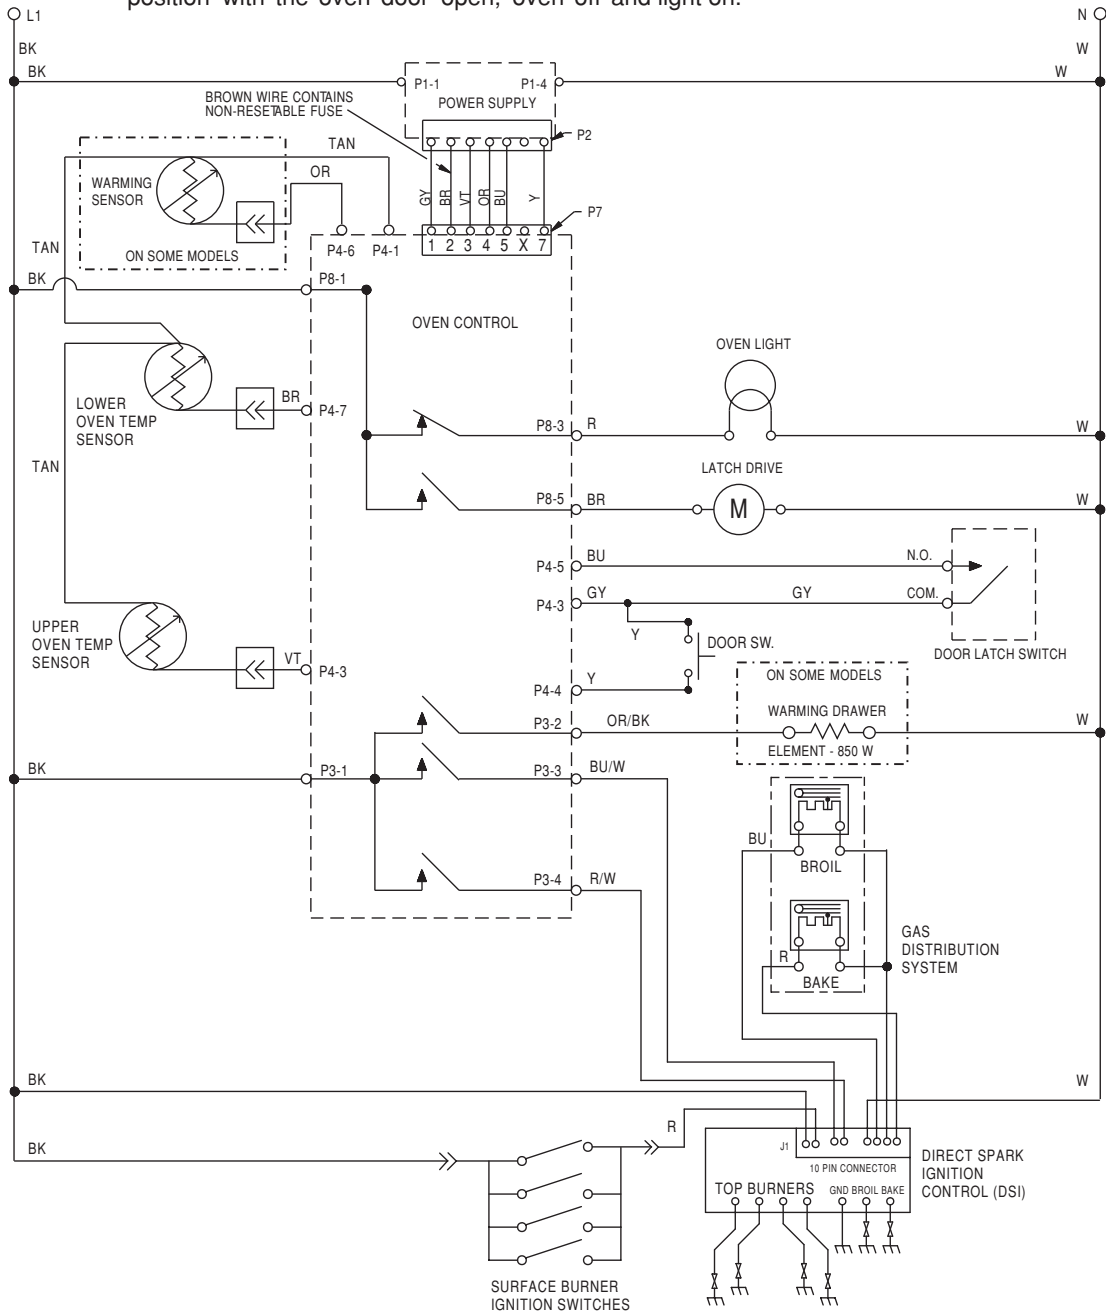 position with the oven door open, oven off and light on.
L1
N
BK
W
BK
P1-1
P1-4
W
POWER SUPPLY
BROWN WIRE CONTAINS
NON-RESETABLE FUSE
P2
TAN
OR
WARMING
SENSOR
GY
BR
VT
OR
BU
Y
P7
1 2 3 4 5 X 7
TAN
ON SOME MODELS
P4-6
P4-1
BK
P8-1
OVEN CONTROL
OVEN LIGHT
LOWER
OVEN TEMP
SENSOR
BR
P4-7
P8-3
R
W
TAN
LATCH DRIVE
P8-5
BR
M
W
P4-5
BU
N.O.
P4-3
GY
GY
COM.
UPPER
OVEN TEMP
SENSOR
VT
P4-3
Y
DOOR SW.
DOOR LATCH SWITCH
P4-4
Y
ON SOME MODELS
P3-2
OR/BK
WARMING DRAWER
W
ELEMENT - 850 W
BK
P3-1
P3-3
BU/W
BU
BROIL
P3-4
R/W
GAS
DISTRIBUTION
SYSTEM
R
BAKE
BK
W
R
BK
J1
10 PIN CONNECTOR
DIRECT SPARK
IGNITION
CONTROL (DSI)
TOP BURNERS
GND BROIL BAKE
SURFACE BURNER
IGNITION SWITCHES